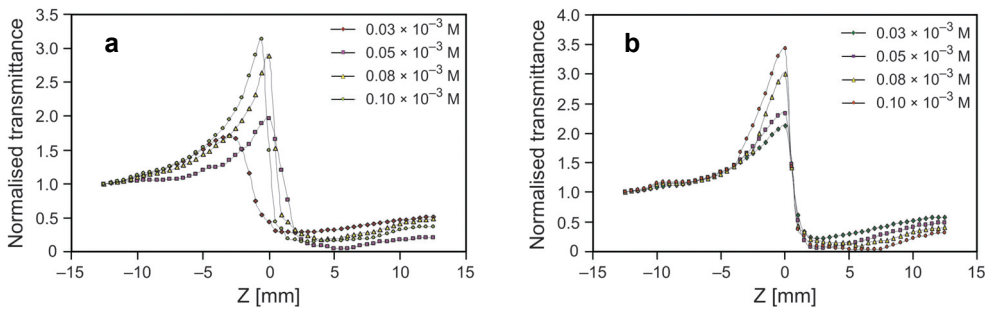 a
Normalised transmittance
3.5
3.0
2.5
2.0
1.5
1.0
0.5
0
0.03 × 10⁻³ M
0.05 × 10⁻³ M
0.08 × 10⁻³ M
0.10 × 10⁻³ M
–15 –10 –5 0 5 10 15
Z [mm]
b
Normalised transmittance
4.0
3.5
3.0
2.5
2.0
1.5
1.0
0.5
0
0.03 × 10⁻³ M
0.05 × 10⁻³ M
0.08 × 10⁻³ M
0.10 × 10⁻³ M
–15 –10 –5 0 5 10 15
Z [mm]